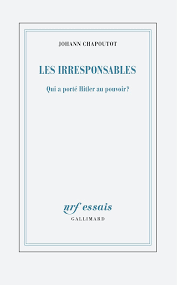 JOHANN CHAPOUTOT
LES IRRESPONSABLES
Qui a porté Hitler au pouvoir?
nrf essais
GALLIMARD